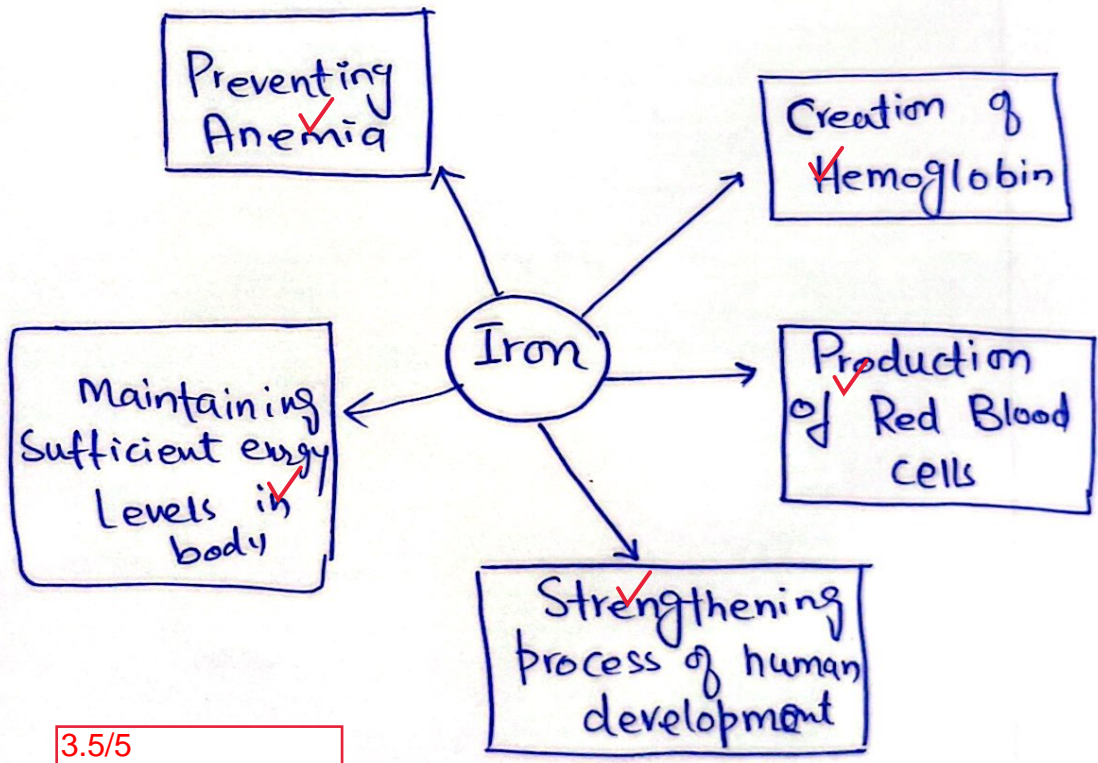 Preventing
Anemia
Creation of
Hemoglobin
Iron
Maintaining
Sufficient enrgy
Levels in
body
Production
of Red Blood
cells
Strengthening
process of human
development
3.5/5